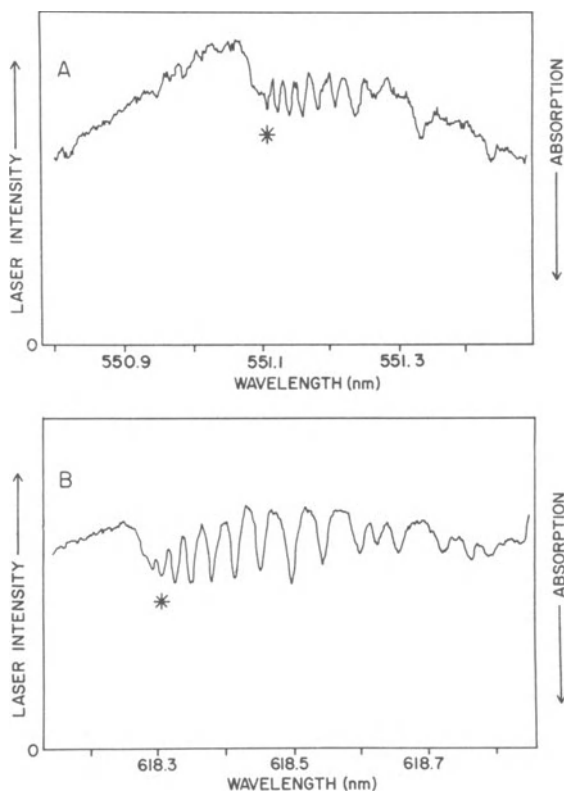 A
LASER INTENSITY
ABSORPTION
0
550.9
551.1
551.3
WAVELENGTH (nm)
B
LASER INTENSITY
ABSORPTION
0
618.3
618.5
618.7
WAVELENGTH (nm)